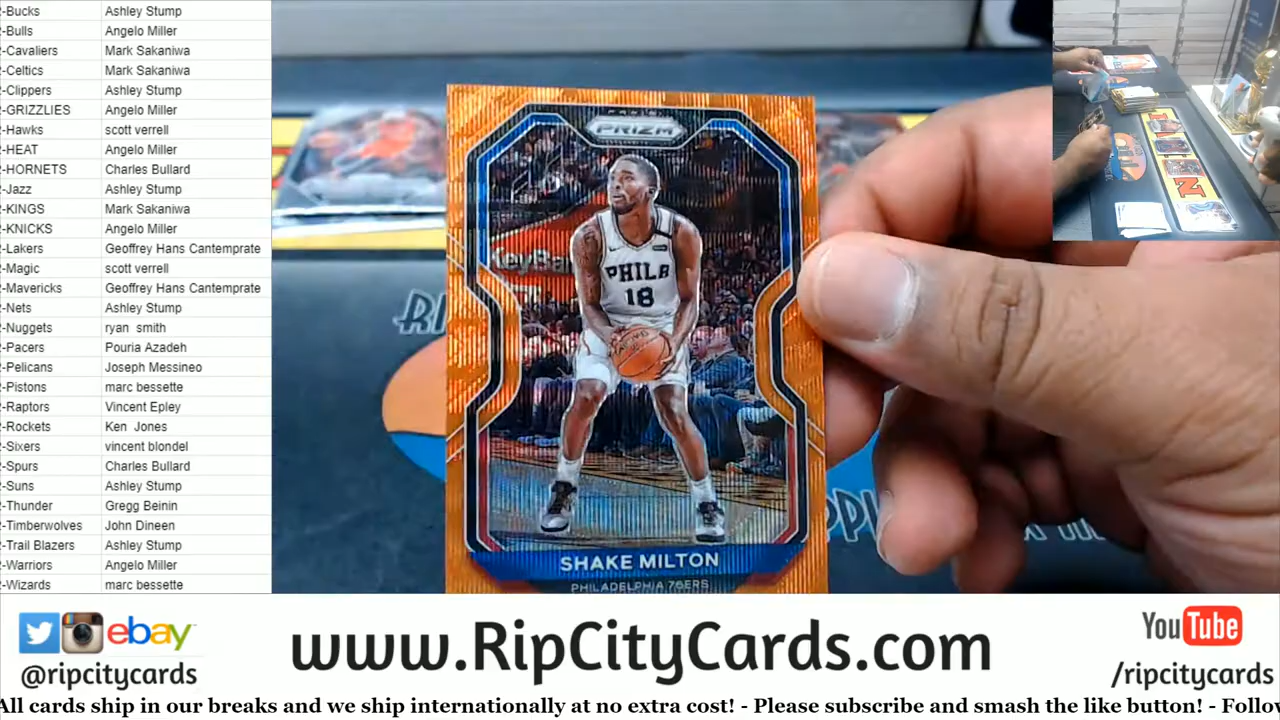 -Bucks Ashley Stump
-Bulls Angelo Miller
-Cavaliers Mark Sakaniwa
-Celtics Mark Sakaniwa
-Clippers Ashley Stump
-GRIZZLIES Angelo Miller
-Hawks scott verrell
-HEAT Angelo Miller
-HORNETS Charles Bullard
-Jazz Ashley Stump
-KINGS Mark Sakaniwa
-KNICKS Angelo Miller
-Lakers Geoffrey Hans Cantemprate
-Magic scott verrell
-Mavericks Geoffrey Hans Cantemprate
-Nets Ashley Stump
-Nuggets ryan smith
-Pacers Pouria Azadeh
-Pelicans Joseph Messineo
-Pistons marc bessette
-Raptors Vincent Epley
-Rockets Ken Jones
-Sixers vincent blondel
-Spurs Charles Bullard
-Suns Ashley Stump
-Thunder Gregg Beinin
-Timberwolves John Dineen
-Trail Blazers Ashley Stump
-Warriors Angelo Miller
-Wizards marc bessette
PRIZM
KeyBan
PHILA
18
SHAKE MILTON
PHILADELPHIA 76ERS
ebay
@ripcitycards
www.RipCityCards.com
YouTube
/ripcitycards
All cards ship in our breaks and we ship internationally at no extra cost! - Please subscribe and smash the like button! - Follow